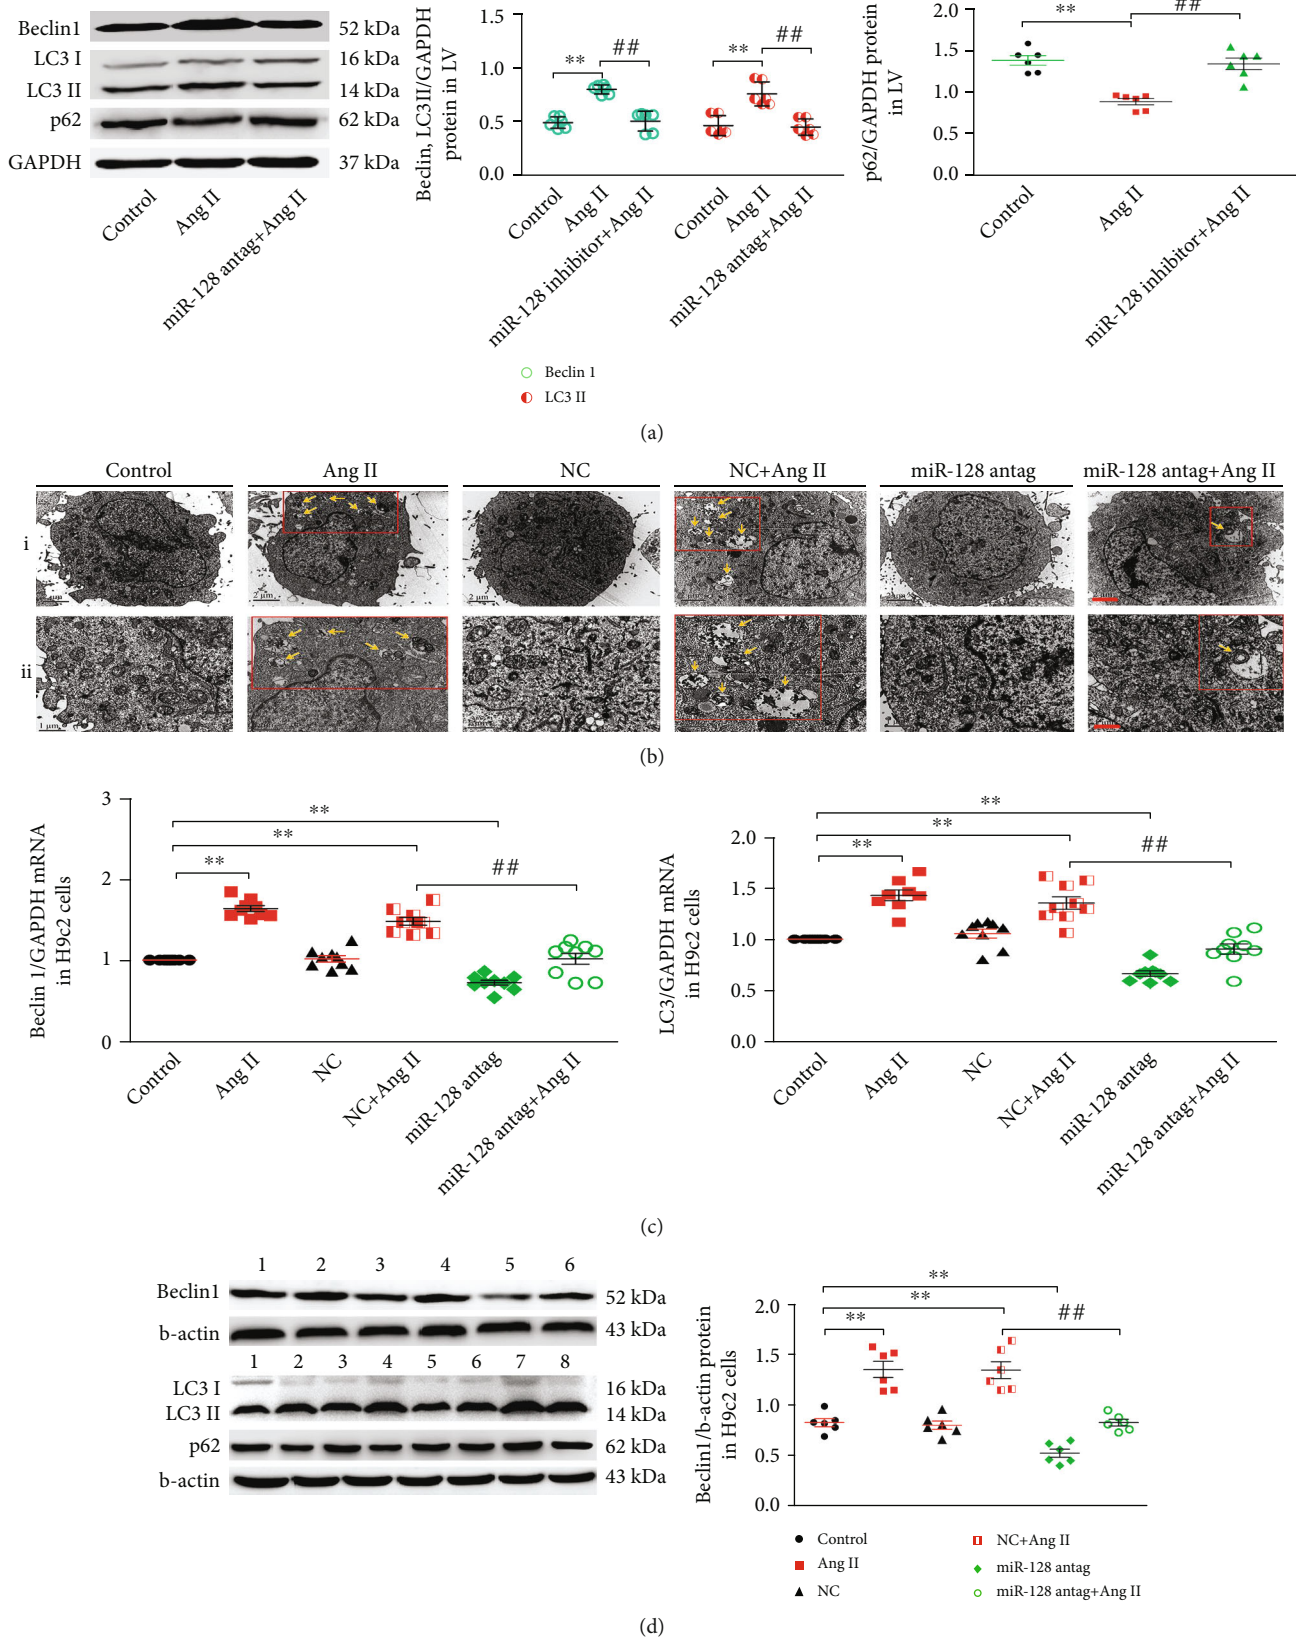 Beclin1
LC3 I
LC3 II
p62
GAPDH
52 kDa
16 kDa
14 kDa
62 kDa
37 kDa
Control
Ang II
miR-128 antag+Ang II
Beclin, LC3II/GAPDH
protein in LV
1.5
1.0
0.5
0.0
**
##
**
##
Control
Ang II
miR-128 inhibitor+Ang II
Control
Ang II
miR-128 antag+Ang II
Beclin 1
LC3 II
p62/GAPDH protein
in LV
2.0
1.5
1.0
0.5
0.0
**
##
Control
Ang II
miR-128 inhibitor+Ang II
(a)
Control
Ang II
NC
NC+Ang II
miR-128 antag
miR-128 antag+Ang II
i
2 μm
2 μm
ii
1 μm
(b)
Beclin 1/GAPDH mRNA
in H9c2 cells
3
2
1
0
**
**
**
##
Control
Ang II
NC
NC+Ang II
miR-128 antag
miR-128 antag+Ang II
LC3/GAPDH mRNA
in H9c2 cells
2.0
1.5
1.0
0.5
0.0
**
**
**
##
Control
Ang II
NC
NC+Ang II
miR-128 antag
miR-128 antag+Ang II
(c)
1 2 3 4 5 6
Beclin1
52 kDa
b-actin
43 kDa
1 2 3 4 5 6 7 8
LC3 I
16 kDa
LC3 II
14 kDa
p62
62 kDa
b-actin
43 kDa
Beclin1/b-actin protein
in H9c2 cells
2.0
1.5
1.0
0.5
0.0
**
**
**
##
Control
Ang II
NC
NC+Ang II
miR-128 antag
miR-128 antag+Ang II
(d)